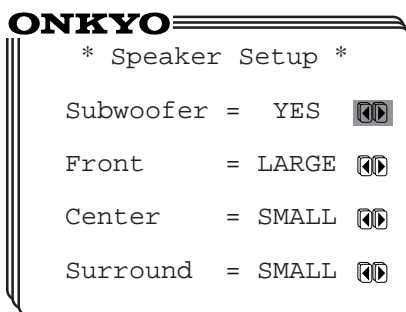 ONKYO
* Speaker Setup *
Subwoofer = YES
Front = LARGE
Center = SMALL
Surround = SMALL